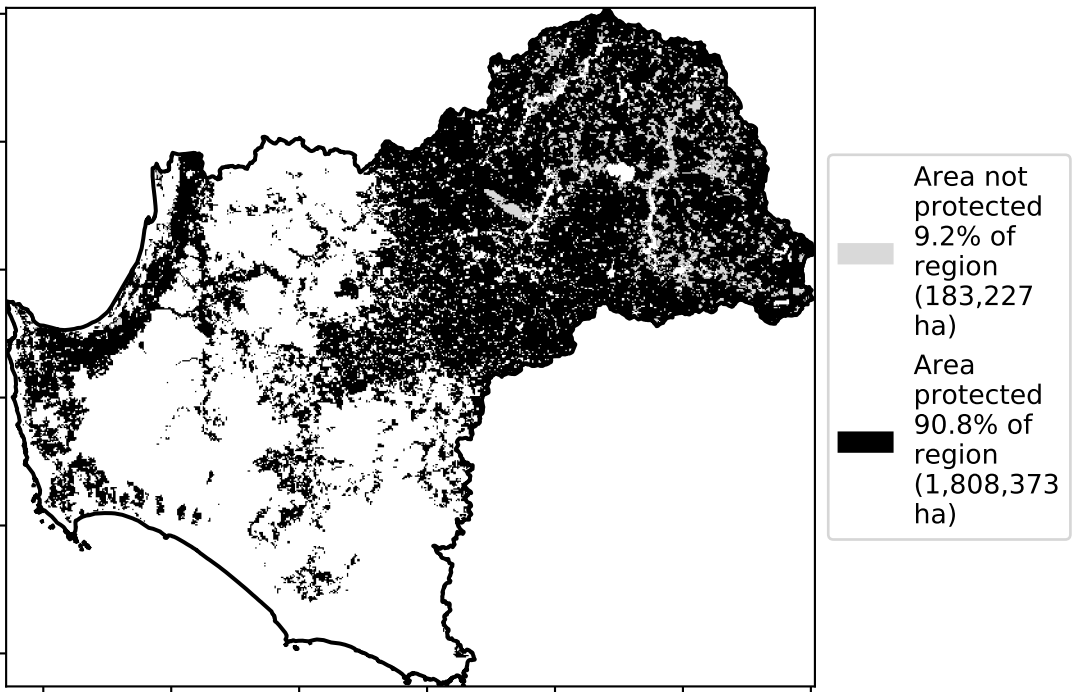 Area not
protected
9.2% of
region
(183,227
ha)
Area
protected
90.8% of
region
(1,808,373
ha)